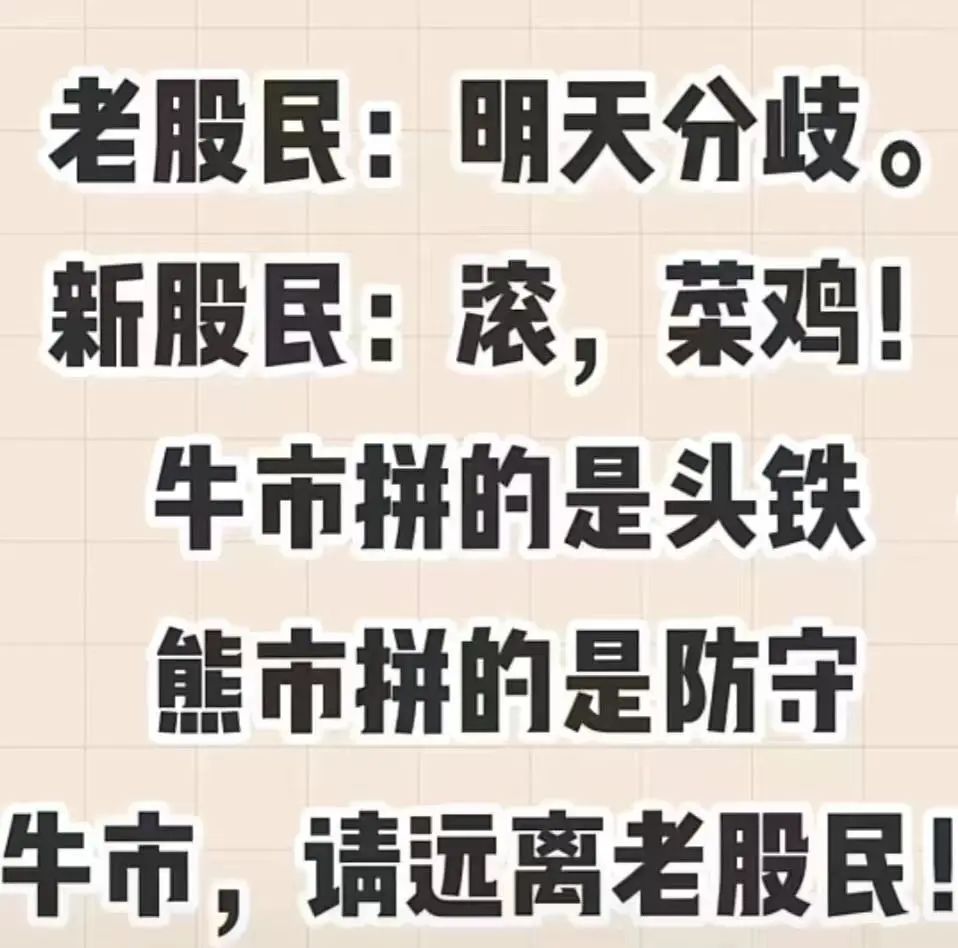 老股民：明天分歧。
新股民：滚，菜鸡！
牛市拼的是头铁
熊市拼的是防守
牛市，请远离老股民！